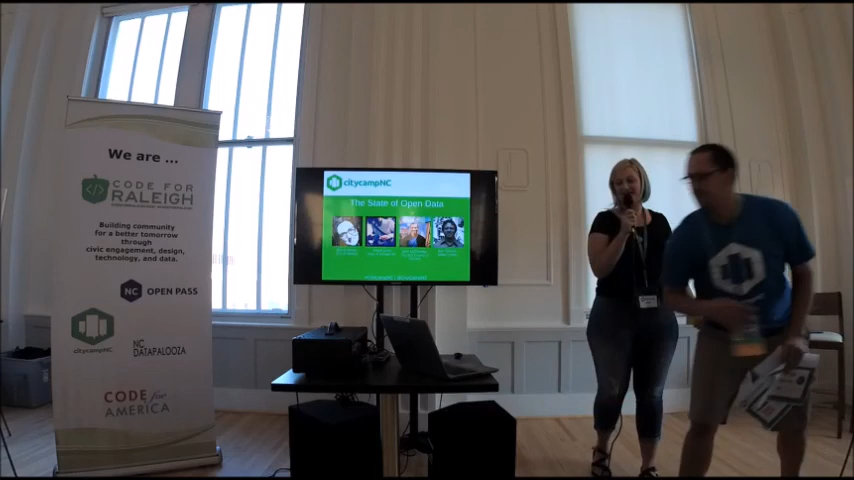 We are ...
CODE FOR
RALEIGH
Building community
for a better tomorrow
through
civic engagement, design,
technology, and data.
NC OPEN PASS
citycampNC
NC
DATAPALOOZA
CODE for
AMERICA
citycampNC
The State of Open Data